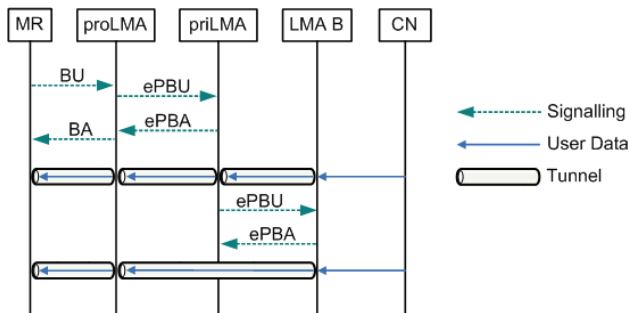 MR
proLMA
priLMA
LMA B
CN
BU
ePBU
ePBA
BA
Signalling
User Data
Tunnel
ePBU
ePBA